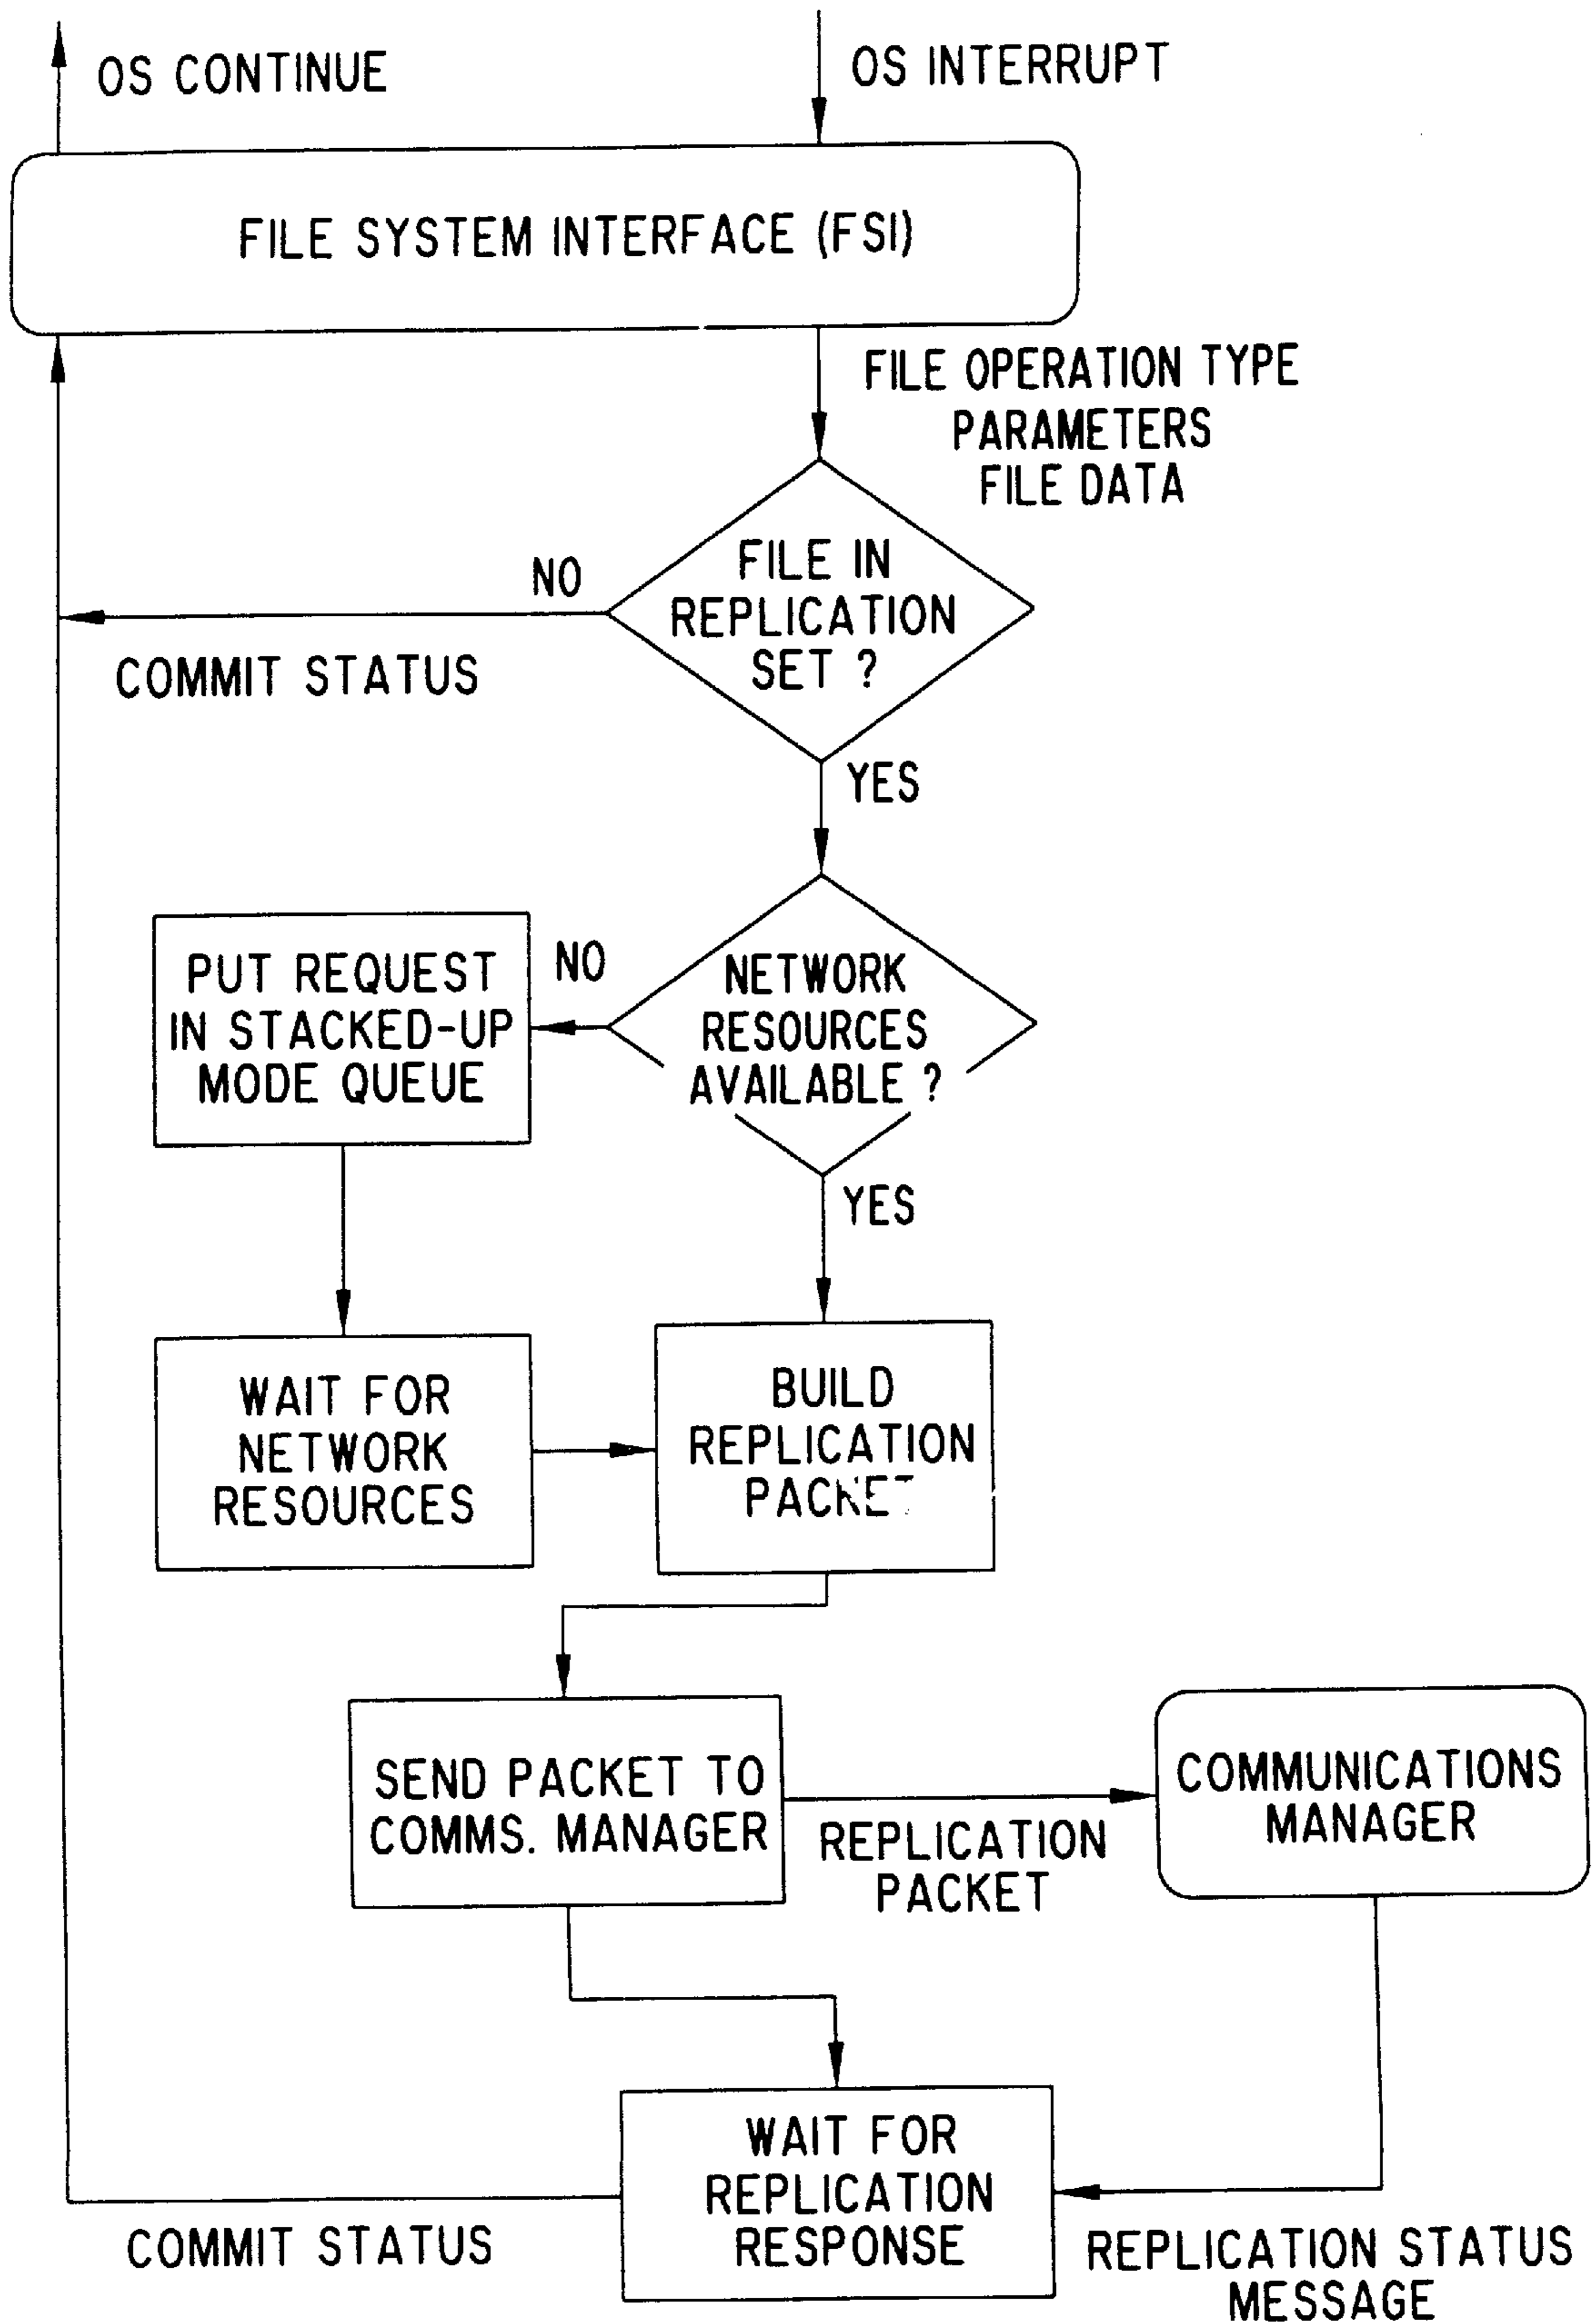 OS CONTINUE
OS INTERRUPT
FILE SYSTEM INTERFACE (FSI)
FILE OPERATION TYPE
PARAMETERS
FILE DATA
FILE IN
REPLICATION
SET ?
NO
COMMIT STATUS
YES
NETWORK
RESOURCES
AVAILABLE ?
NO
PUT REQUEST
IN STACKED-UP
MODE QUEUE
YES
WAIT FOR
NETWORK
RESOURCES
BUILD
REPLICATION
PACKET
SEND PACKET TO
COMMS. MANAGER
REPLICATION
PACKET
COMMUNICATIONS
MANAGER
WAIT FOR
REPLICATION
RESPONSE
COMMIT STATUS
REPLICATION STATUS
MESSAGE